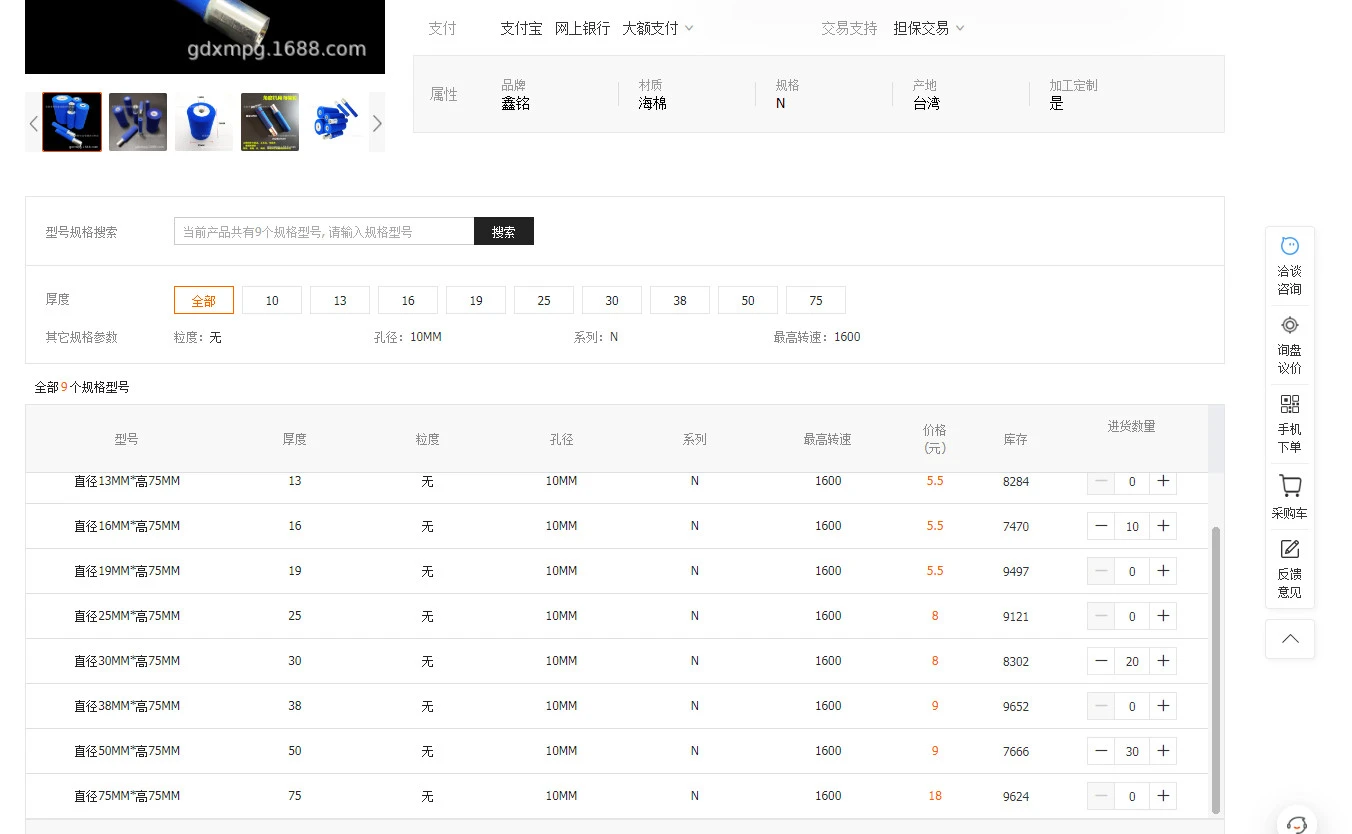 gdxmpg.1688.com
支付 支付宝 网上银行 大额支付 交易支持 担保交易
属性
品牌 材质 规格 产地 加工定制
鑫铭 海棉 N 台湾 是
型号规格搜索 当前产品共有9个规格型号, 请输入规格型号 搜索
厚度 全部 10 13 16 19 25 30 38 50 75
其它规格参数 粒度：无 孔径：10MM 系列：N 最高转速：1600
全部9个规格型号
型号 厚度 粒度 孔径 系列 最高转速 价格(元) 库存 进货数量
直径13MM*高75MM 13 无 10MM N 1600 5.5 8284 0
直径16MM*高75MM 16 无 10MM N 1600 5.5 7470 10
直径19MM*高75MM 19 无 10MM N 1600 5.5 9497 0
直径25MM*高75MM 25 无 10MM N 1600 8 9121 0
直径30MM*高75MM 30 无 10MM N 1600 8 8302 20
直径38MM*高75MM 38 无 10MM N 1600 9 9652 0
直径50MM*高75MM 50 无 10MM N 1600 9 7666 30
直径75MM*高75MM 75 无 10MM N 1600 18 9624 0
洽谈
咨询
询盘
议价
手机
下单
采购车
反馈
意见